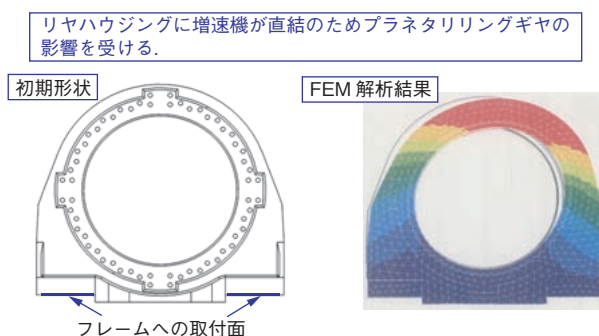 リヤハウジングに増速機が直結のためプラネタリリングギヤの
影響を受ける.
初期形状
FEM 解析結果
フレームへの取付面